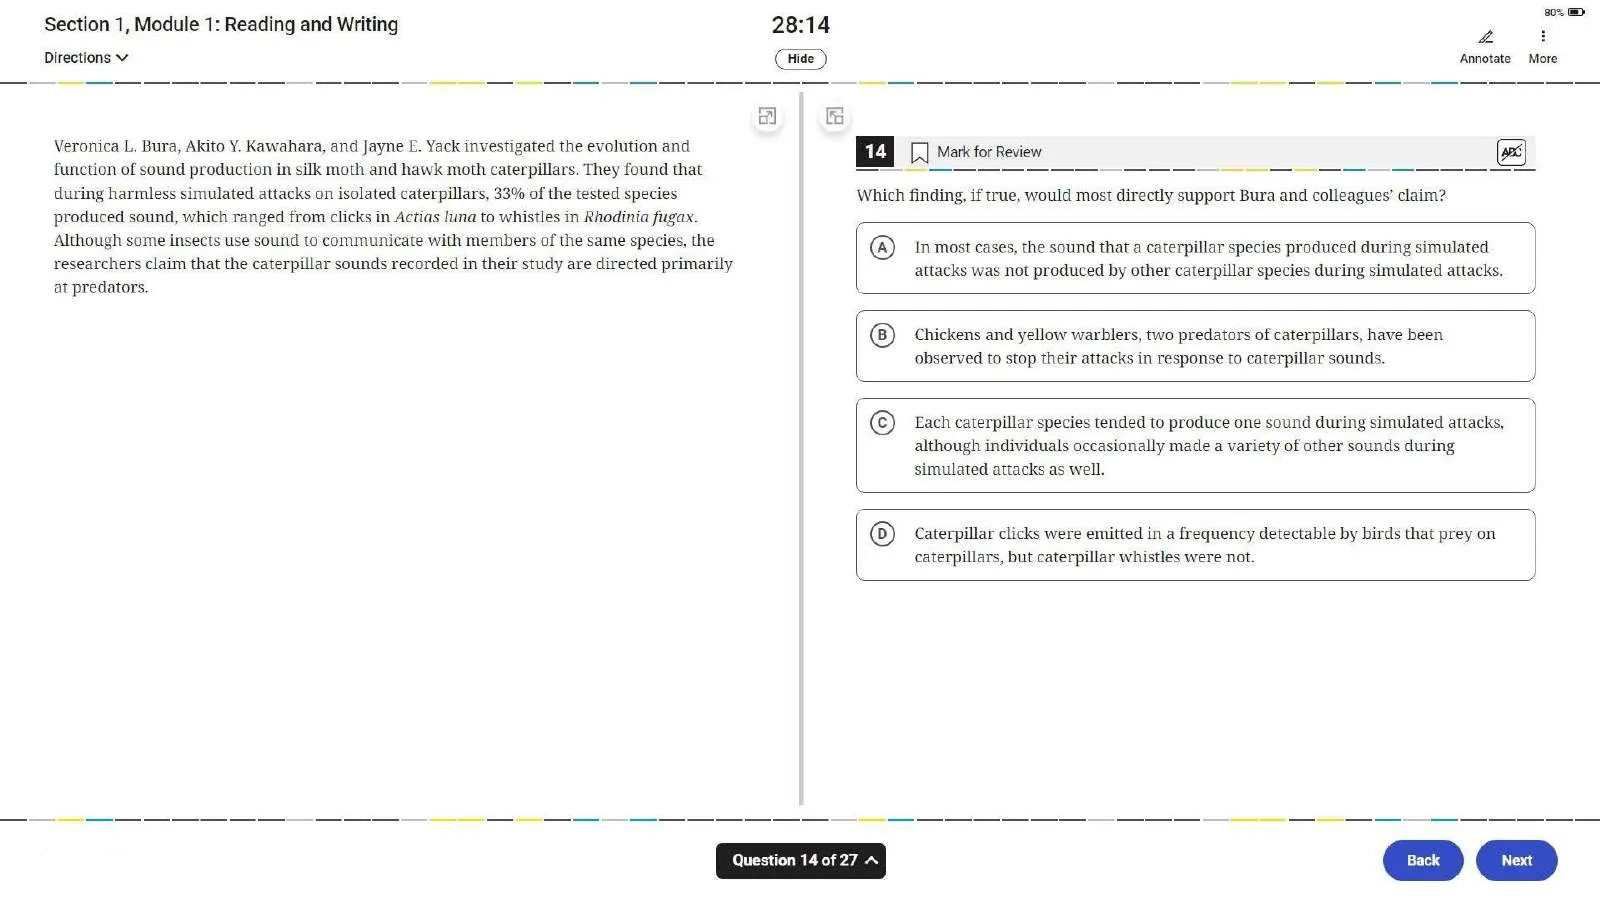 Section 1, Module 1: Reading and Writing
28:14
80%
Directions
Hide
Annotate
More
Veronica L. Bura, Akito Y. Kawahara, and Jayne E. Yack investigated the evolution and
function of sound production in silk moth and hawk moth caterpillars. They found that
during harmless simulated attacks on isolated caterpillars, 33% of the tested species
produced sound, which ranged from clicks in Actias luna to whistles in Rhodinia fugax.
Although some insects use sound to communicate with members of the same species, the
researchers claim that the caterpillar sounds recorded in their study are directed primarily
at predators.
14
Mark for Review
ABC
Which finding, if true, would most directly support Bura and colleagues’ claim?
A
In most cases, the sound that a caterpillar species produced during simulated
attacks was not produced by other caterpillar species during simulated attacks.
B
Chickens and yellow warblers, two predators of caterpillars, have been
observed to stop their attacks in response to caterpillar sounds.
C
Each caterpillar species tended to produce one sound during simulated attacks,
although individuals occasionally made a variety of other sounds during
simulated attacks as well.
D
Caterpillar clicks were emitted in a frequency detectable by birds that prey on
caterpillars, but caterpillar whistles were not.
Question 14 of 27
Back
Next